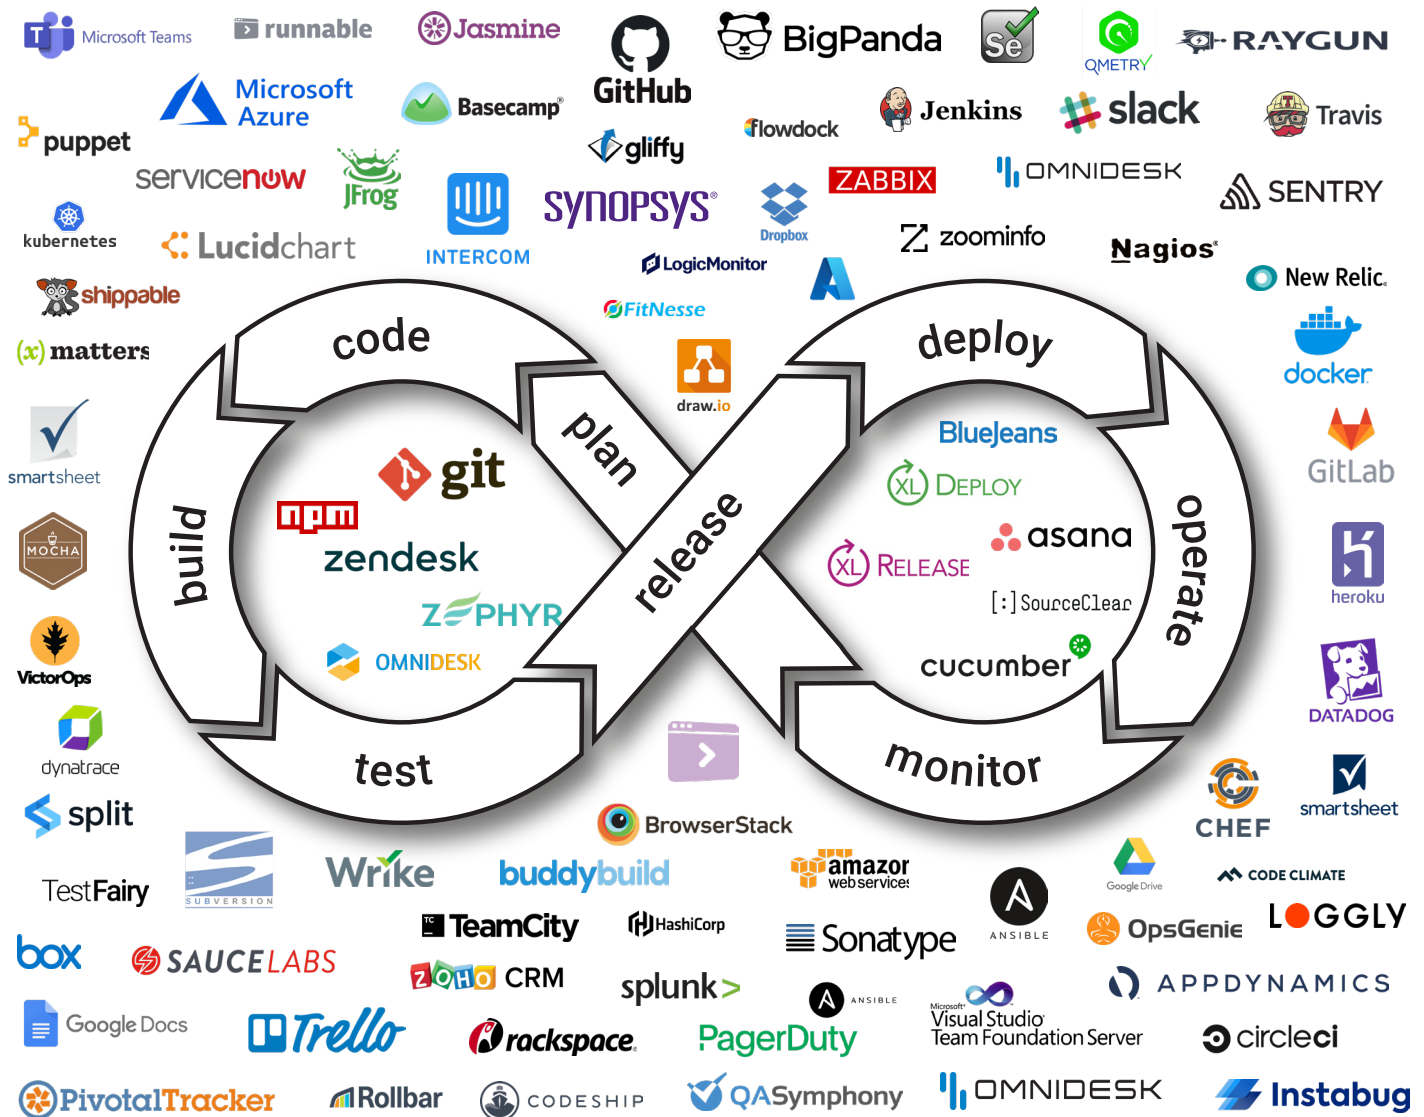 Microsoft Teams
runnable
Jasmine
GitHub
BigPanda
Se
QMETRY
RAYGUN
Microsoft
Azure
Basecamp®
puppet
flowdock
Jenkins
slack
Travis
gliffy
servicenow
JFrog
INTERCOM
SYNOPSYS®
Dropbox
ZABBIX
OMNIDESK
SENTRY
kubernetes
Lucidchart
LogicMonitor
zoominfo
Nagios®
New Relic.
shippable
FitNesse
(x) matters
code
deploy
docker
draw.io
smartsheet
plan
BlueJeans
GitLab
git
XL DEPLOY
npm
MOCHA
build
zendesk
release
asana
operate
XL RELEASE
heroku
ZEPHYR
[:] SourceClear
VictorOps
OMNIDESK
cucumber
DATADOG
dynatrace
test
monitor
smartsheet
split
BrowserStack
CHEF
TestFairy
SUBVERSION
Wrike
buddybuild
amazon
webservices
Google Drive
CODE CLIMATE
TC TeamCity
HashiCorp
Sonatype
A
ANSIBLE
OpsGenie
LOGGLY
box
SAUCELABS
ZOHO CRM
splunk>
A ANSIBLE
APPDYNAMICS
Google Docs
Trello
rackspace.
PagerDuty
Microsoft®
Visual Studio
Team Foundation Server
circleci
PivotalTracker
Rollbar
CODESHIP
QASymphony
OMNIDESK
Instabug